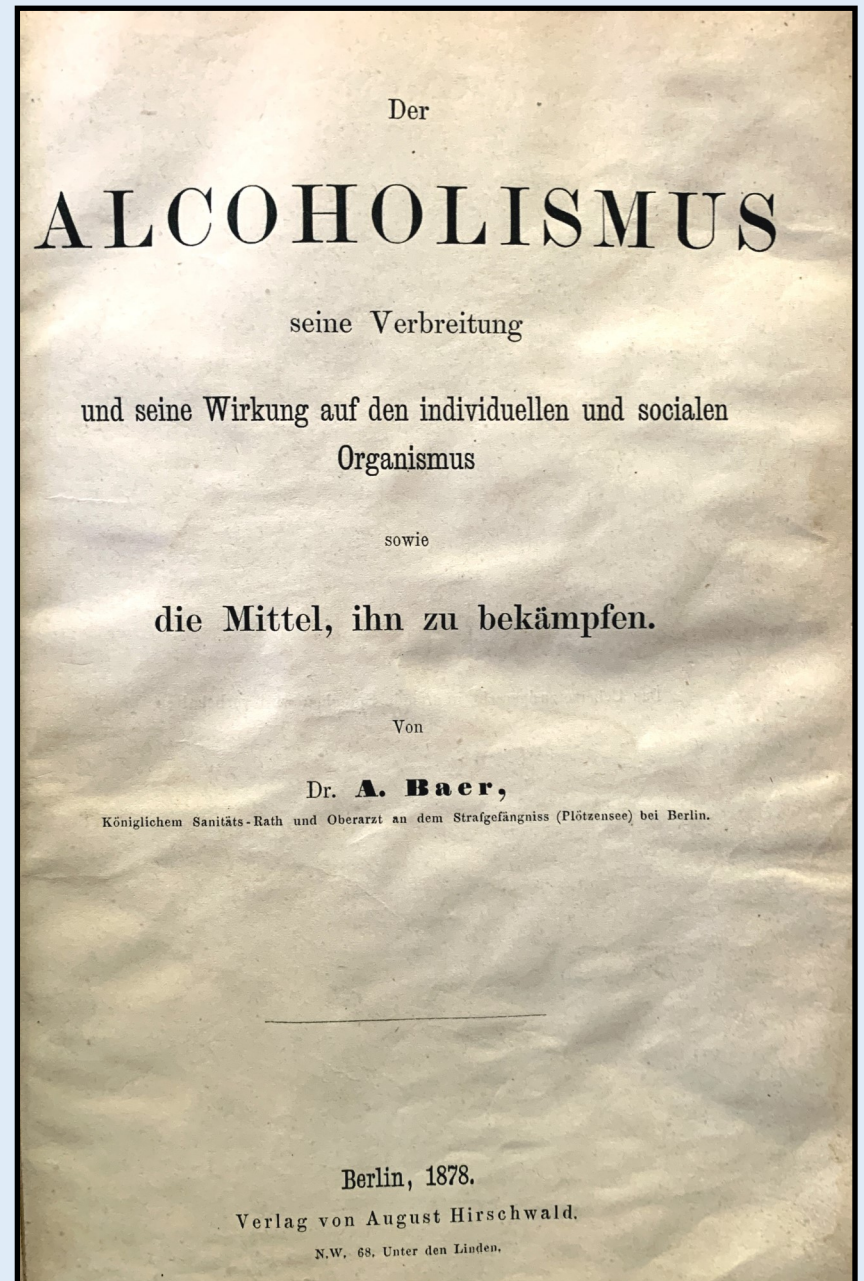 Der
ALCOHOLISMUS
seine Verbreitung
und seine Wirkung auf den individuellen und socialen
Organismus
sowie
die Mittel, ihn zu bekämpfen.
Von
Dr. A. Baer,
Königlichem Sanitäts-Rath und Oberarzt an dem Strafgefängniss (Plötzensee) bei Berlin.
Berlin, 1878.
Verlag von August Hirschwald.
N.W. 68. Unter den Linden.